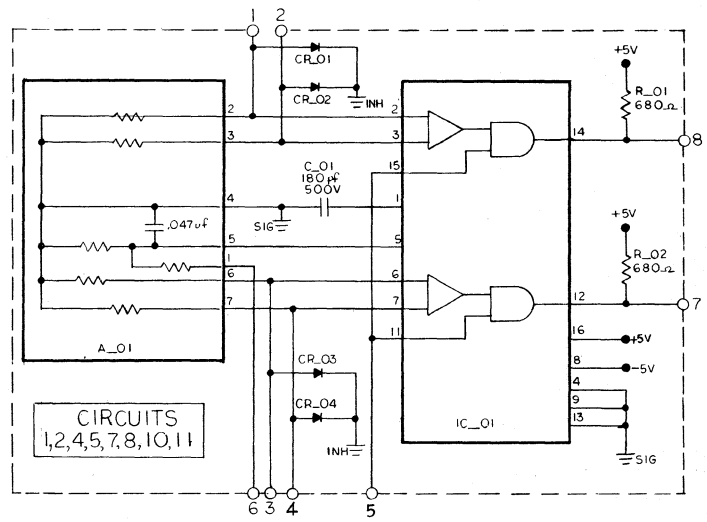 1 2
+5V
CR_01
R_01
680Ω
CR_02
INH
2 2
14
3 3
8
C_01
180pf
500V
15
4
1
+5V
.047uf
SIG
5 5
R_02
680Ω
1
6 6
12
7 7
7
11
16 +5V
A_01
8 -5V
CR_03
4
9
CIRCUITS
1,2,4,5,7,8,10,11
CR_04
13
IC_01
INH
SIG
6 3 4 5